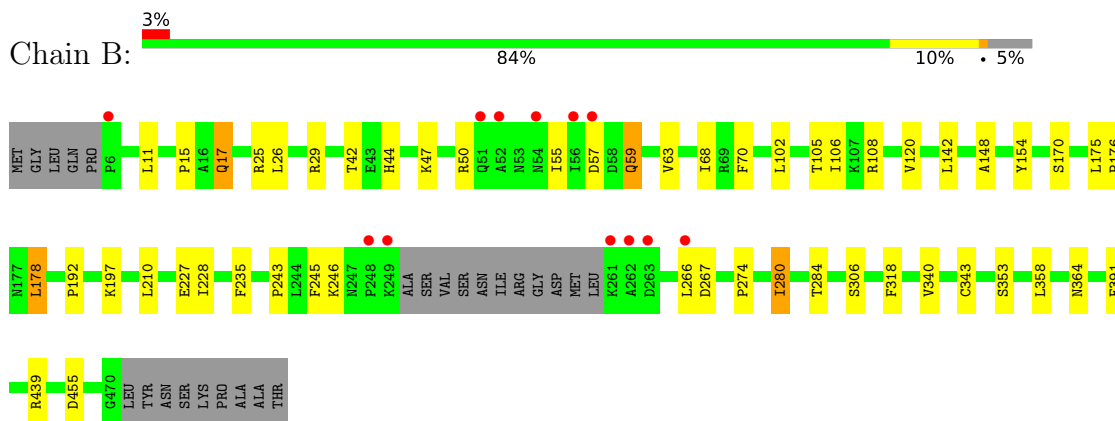 3%
Chain B:
84% 10% • 5%
MET GLY LEU GLN PRO P6 L11 P15 A16 Q17 R25 L26 R29 T42 E43 H44 K47 R50 Q51 A52 N53 N54 I55 I56 D57 D58 Q59 V63 I68 R69 F70 L102 T105 I106 K107 R108 V120 L142 A148 Y154 S170 L175
N177 L178 P192 K197 L210 E227 I228 F235 P243 L244 F245 K246 N247 P248 K249 ALA SER VAL SER ASN ILE ARG GLY ASP MET LEU K261 A262 D263 L266 D267 P274 I280 T284 S306 F318 V340 C343 S353 L358 N364
R439 D455 G470 LEU TYR ASN SER LYS PRO ALA ALA THR